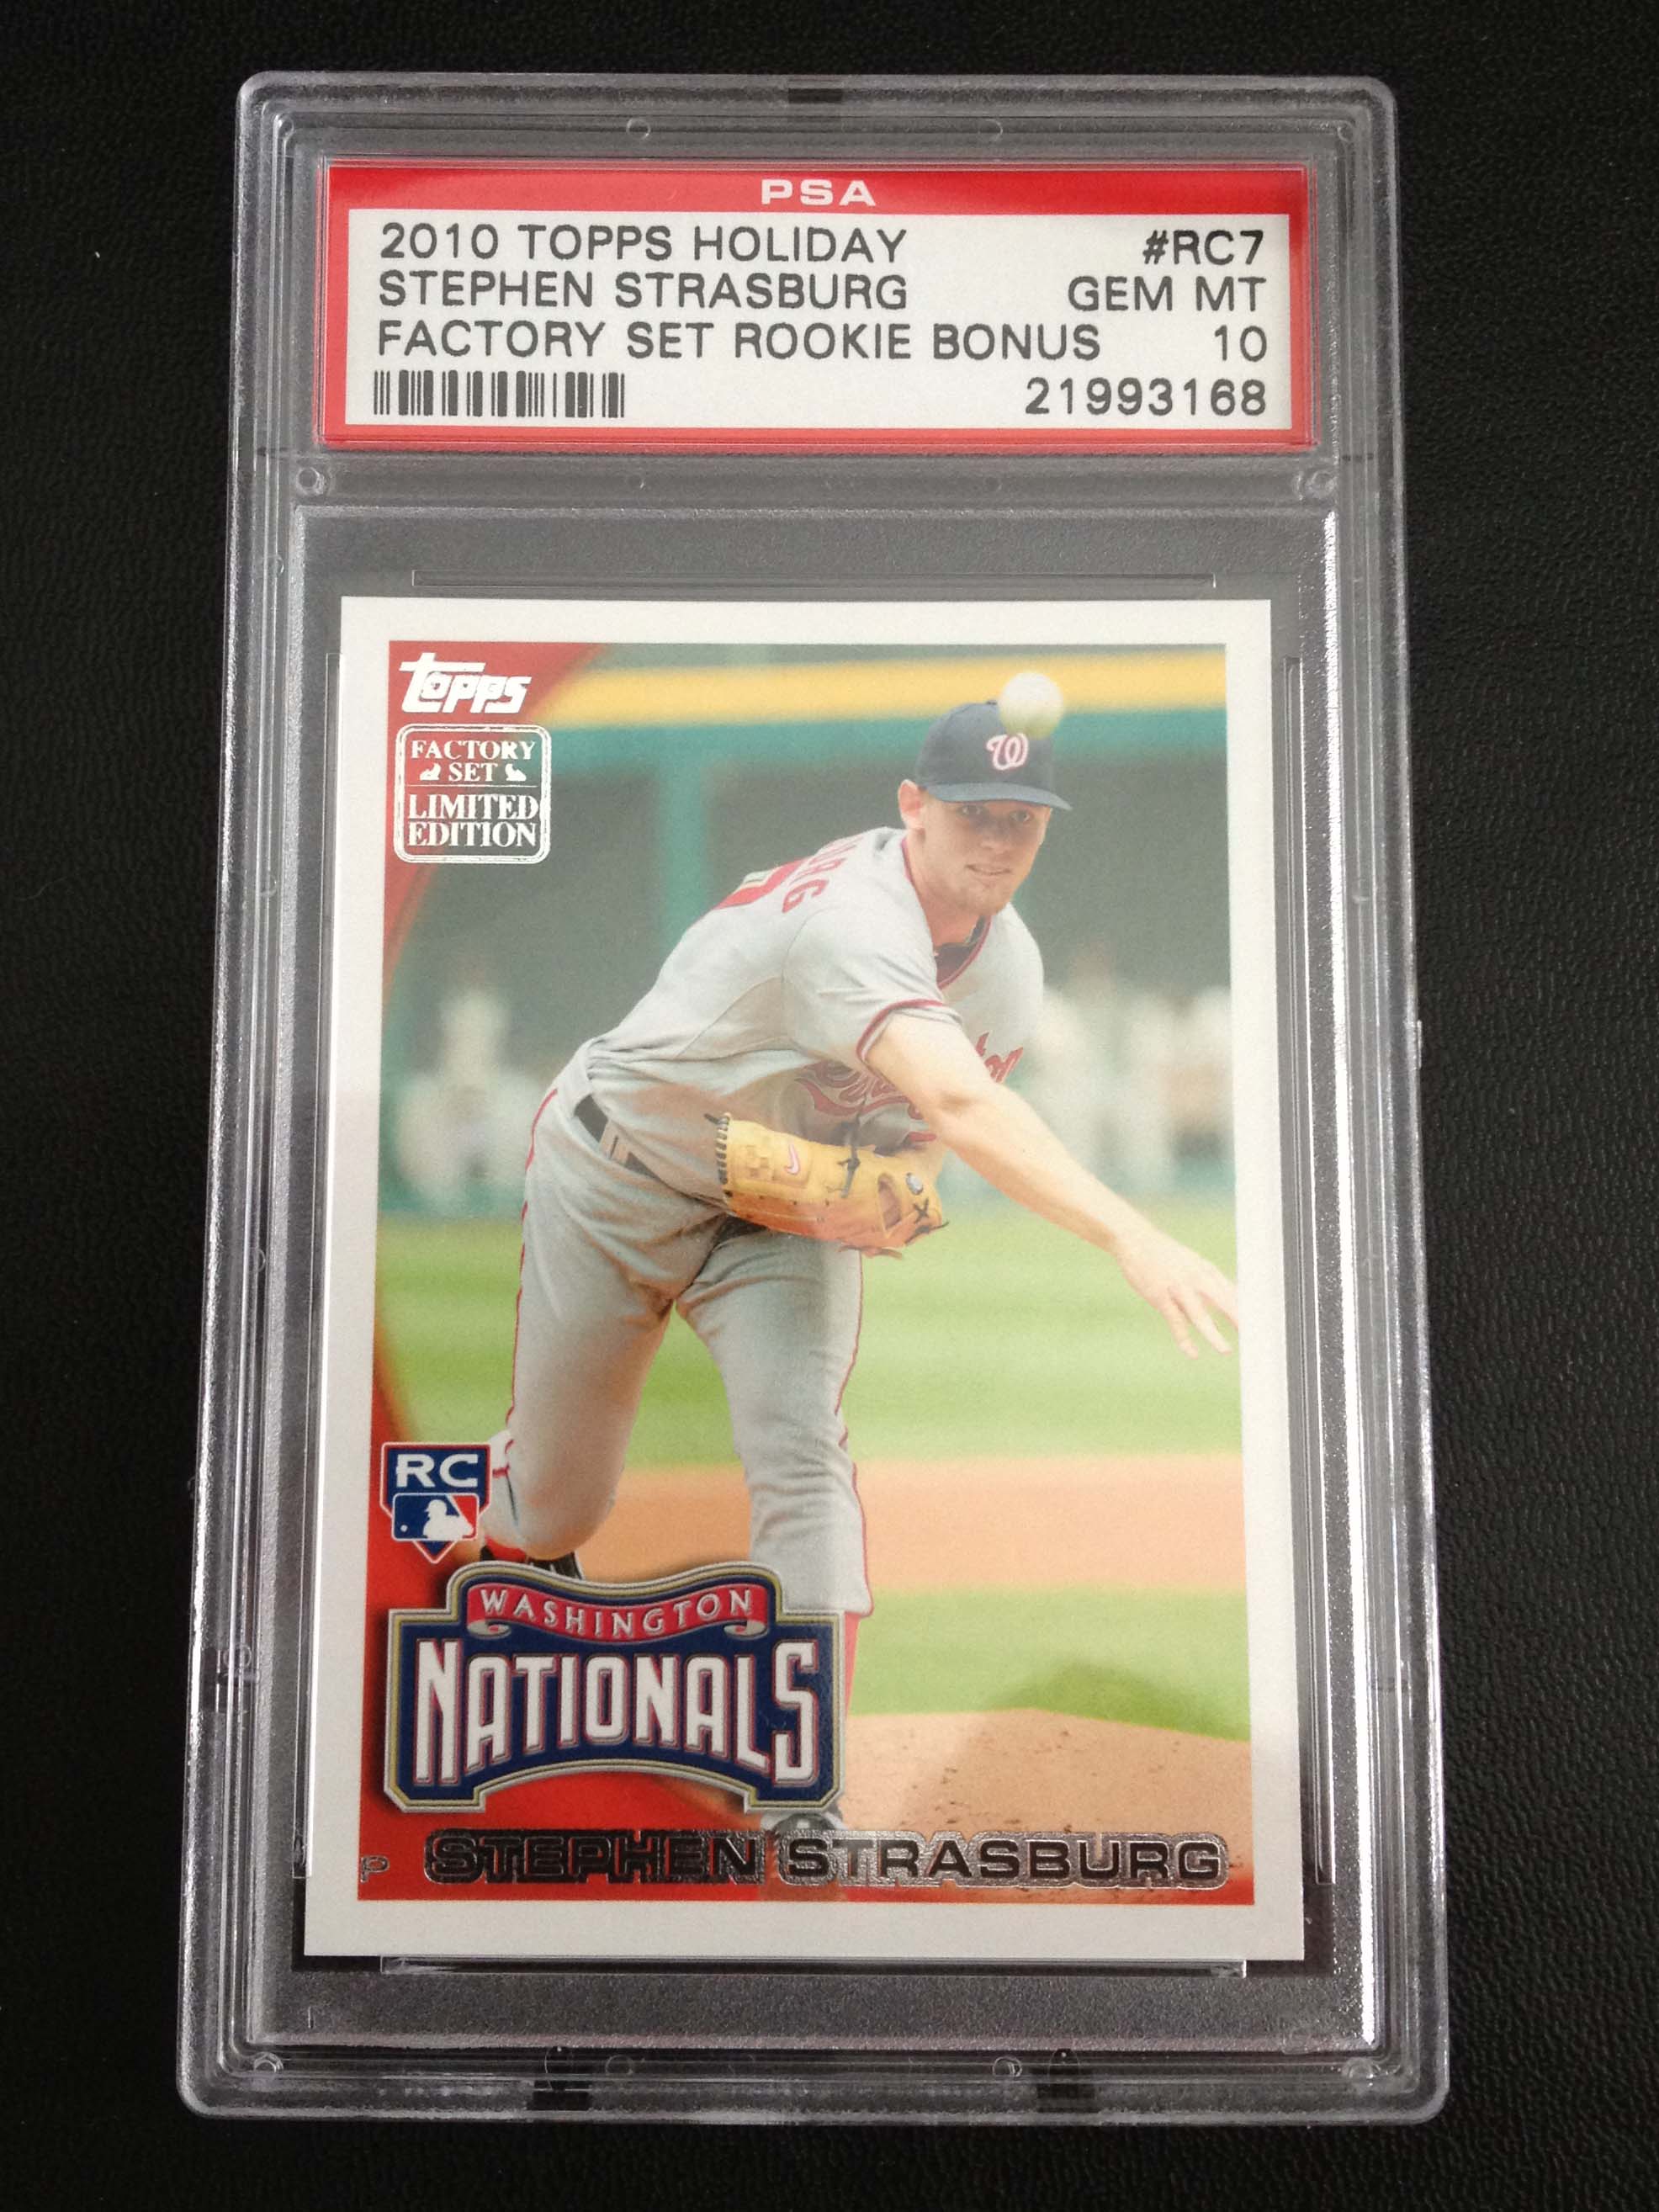 PSA
2010 TOPPS HOLIDAY #RC7
STEPHEN STRASBURG GEM MT
FACTORY SET ROOKIE BONUS 10
21993168
topps
FACTORY
SET
LIMITED
EDITION
W
RC
WASHINGTON
NATIONALS
P STEPHEN STRASBURG